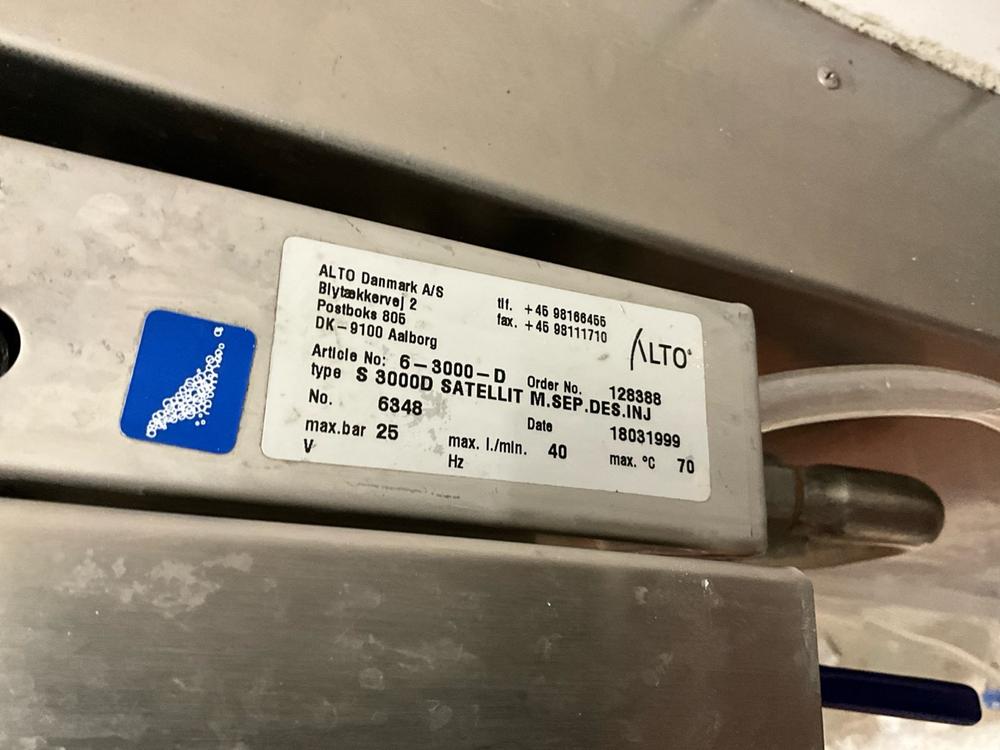 ALTO Danmark A/S
Blytækkervej 2
Postboks 805
DK-9100 Aalborg
tlf. +45 98166455
fax. +45 98111710
ALTO
Article No: 6-3000-D Order No. 128388
type S 3000D SATELLIT M.SEP.DES.INJ
No. 6348 Date 18031999
max.bar 25 max. l./min. 40 max. °C 70
V Hz